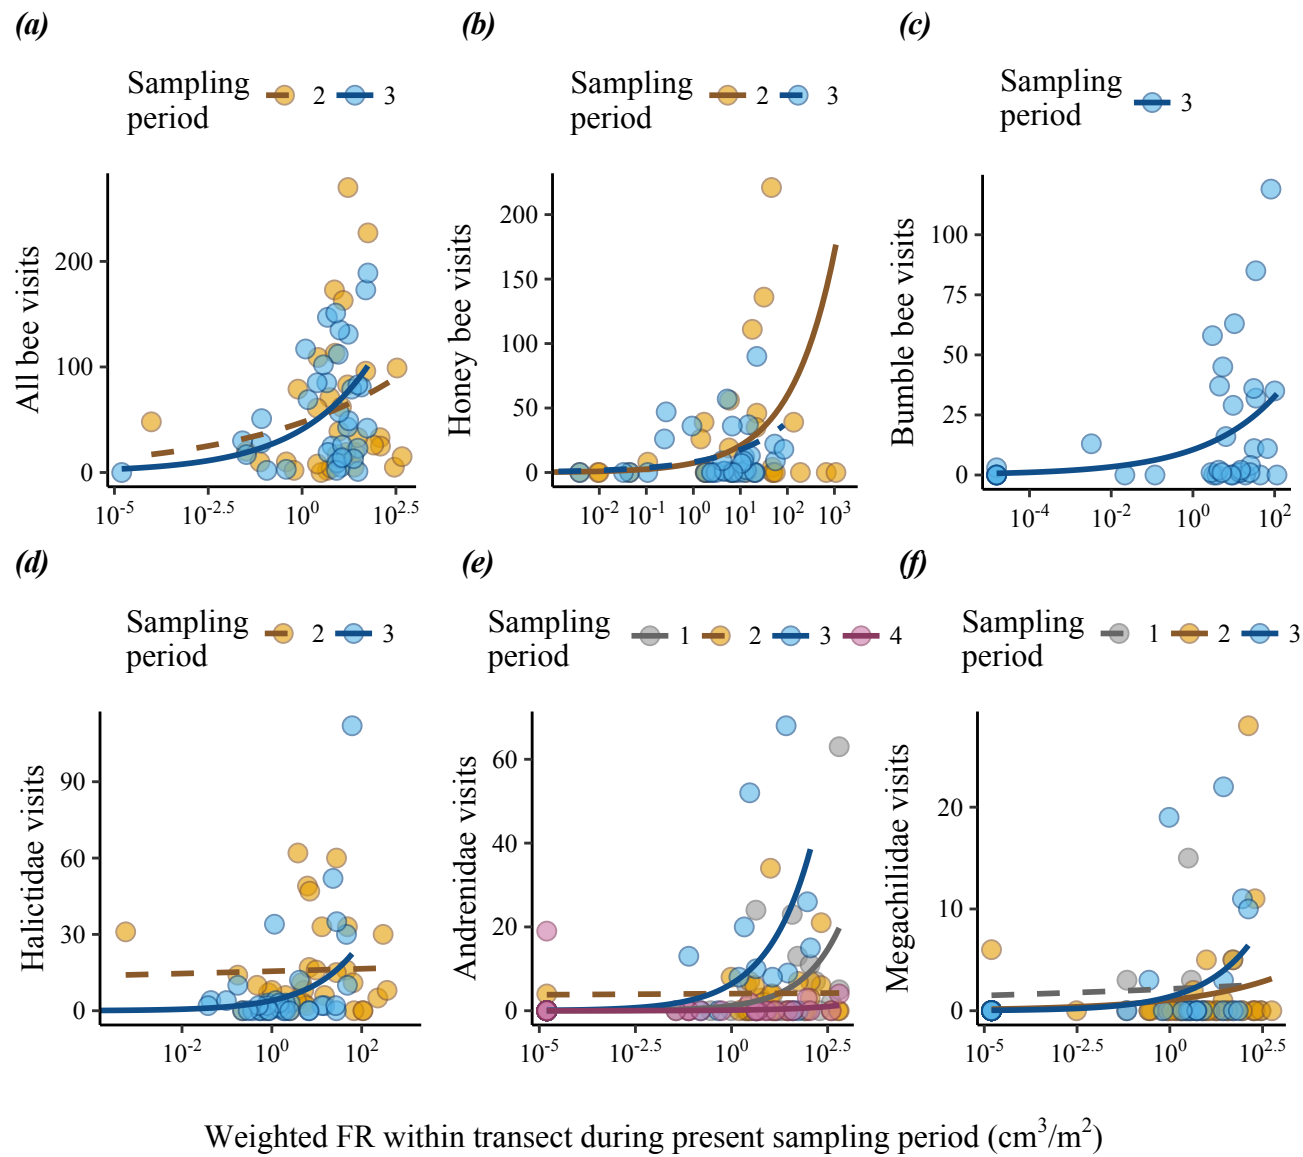 (a)
(b)
(c)
Sampling
period
2
3
Sampling
period
2
3
Sampling
period
3
All bee visits
200
100
0
10^-5
10^-2.5
10^0
10^2.5
Honey bee visits
200
150
100
50
0
10^-2
10^-1
10^0
10^1
10^2
10^3
Bumble bee visits
100
75
50
25
0
10^-4
10^-2
10^0
10^2
(d)
(e)
(f)
Sampling
period
2
3
Sampling
period
1
2
3
4
Sampling
period
1
2
3
Halictidae visits
90
60
30
0
10^-2
10^0
10^2
Andrenidae visits
60
40
20
0
10^-5
10^-2.5
10^0
10^2.5
Megachilidae visits
20
10
0
10^-5
10^-2.5
10^0
10^2.5
Weighted FR within transect during present sampling period (cm³/m²)